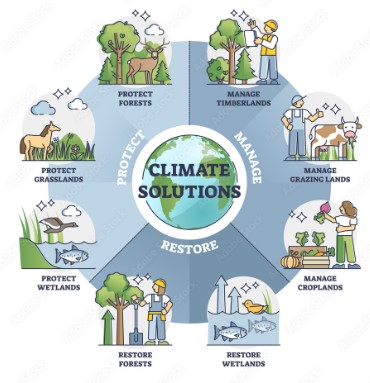 PROTECT
FORESTS
MANAGE
TIMBERLANDS
PROTECT
GRASSLANDS
PROTECT
MANAGE
CLIMATE
SOLUTIONS
MANAGE
GRAZING LANDS
RESTORE
PROTECT
WETLANDS
MANAGE
CROPLANDS
RESTORE
FORESTS
RESTORE
WETLANDS